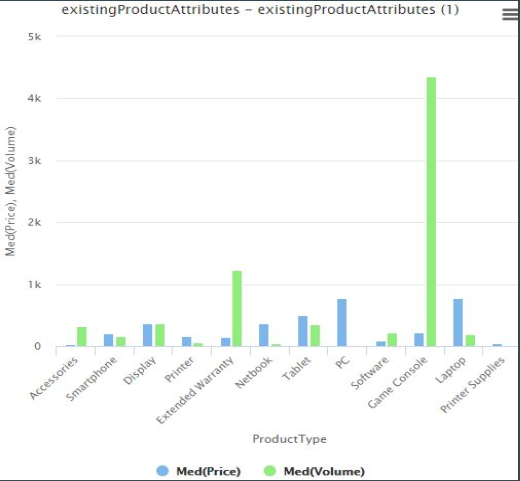 existingProductAttributes - existingProductAttributes (1)
5k
4k
3k
2k
1k
0
Med(Price), Med(Volume)
Accessories
Smartphone
Display
Printer
Extended Warranty
Netbook
Tablet
PC
Software
Game Console
Laptop
Printer Supplies
ProductType
Med(Price) Med(Volume)